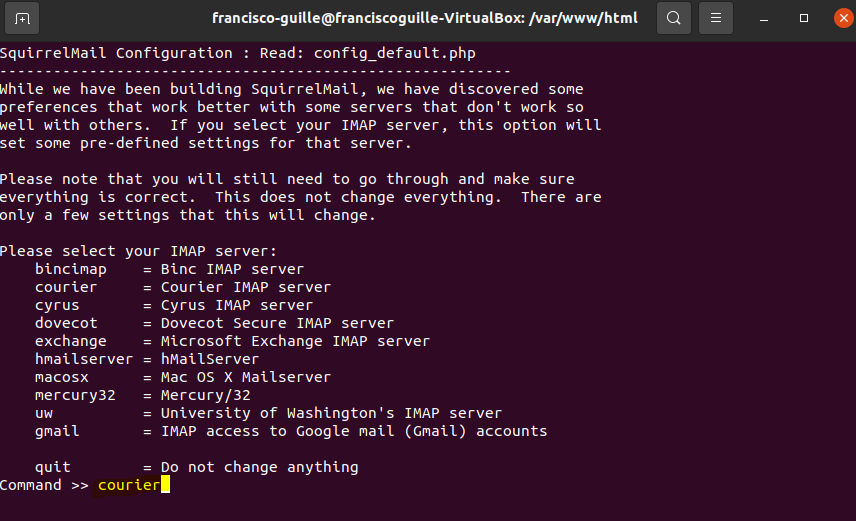 francisco-guille@franciscoguille-VirtualBox: /var/www/html
SquirrelMail Configuration : Read: config_default.php
---------------------------------------------------------
While we have been building SquirrelMail, we have discovered some
preferences that work better with some servers that don't work so
well with others.  If you select your IMAP server, this option will
set some pre-defined settings for that server.

Please note that you will still need to go through and make sure
everything is correct.  This does not change everything.  There are
only a few settings that this will change.

Please select your IMAP server:
    bincimap    = Binc IMAP server
    courier     = Courier IMAP server
    cyrus       = Cyrus IMAP server
    dovecot     = Dovecot Secure IMAP server
    exchange    = Microsoft Exchange IMAP server
    hmailserver = hMailServer
    macosx      = Mac OS X Mailserver
    mercury32   = Mercury/32
    uw          = University of Washington's IMAP server
    gmail       = IMAP access to Google mail (Gmail) accounts

    quit        = Do not change anything
Command >> courier